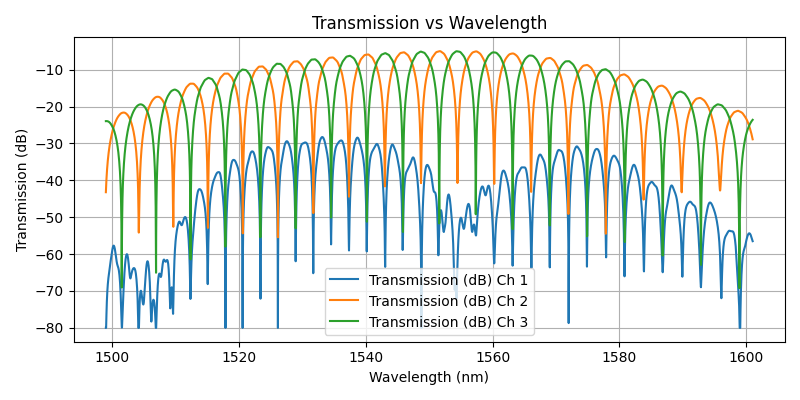 Transmission vs Wavelength
Transmission (dB)
−10
−20
−30
−40
−50
−60
−70
−80
Transmission (dB) Ch 1
Transmission (dB) Ch 2
Transmission (dB) Ch 3
1500 1520 1540 1560 1580 1600
Wavelength (nm)